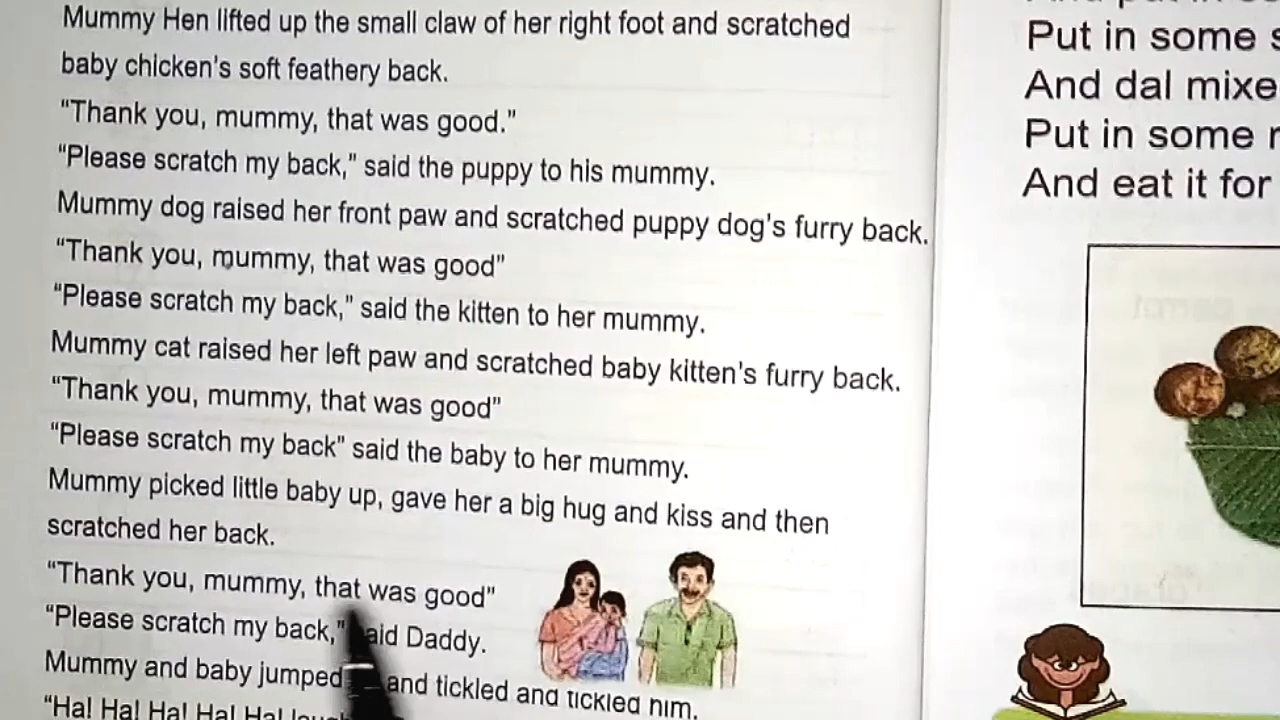 Mummy Hen lifted up the small claw of her right foot and scratched
baby chicken's soft feathery back.
“Thank you, mummy, that was good.”
“Please scratch my back,” said the puppy to his mummy.
Mummy dog raised her front paw and scratched puppy dog's furry back.
“Thank you, mummy, that was good”
“Please scratch my back,” said the kitten to her mummy.
Mummy cat raised her left paw and scratched baby kitten's furry back.
“Thank you, mummy, that was good”
“Please scratch my back” said the baby to her mummy.
Mummy picked little baby up, gave her a big hug and kiss and then
scratched her back.
“Thank you, mummy, that was good”
“Please scratch my back,” said Daddy.
Mummy and baby jumped and tickled and tickled him.
“Ha! Ha! Ha! Ha! Ha!
Put in some
And dal
Put in some
And eat it for